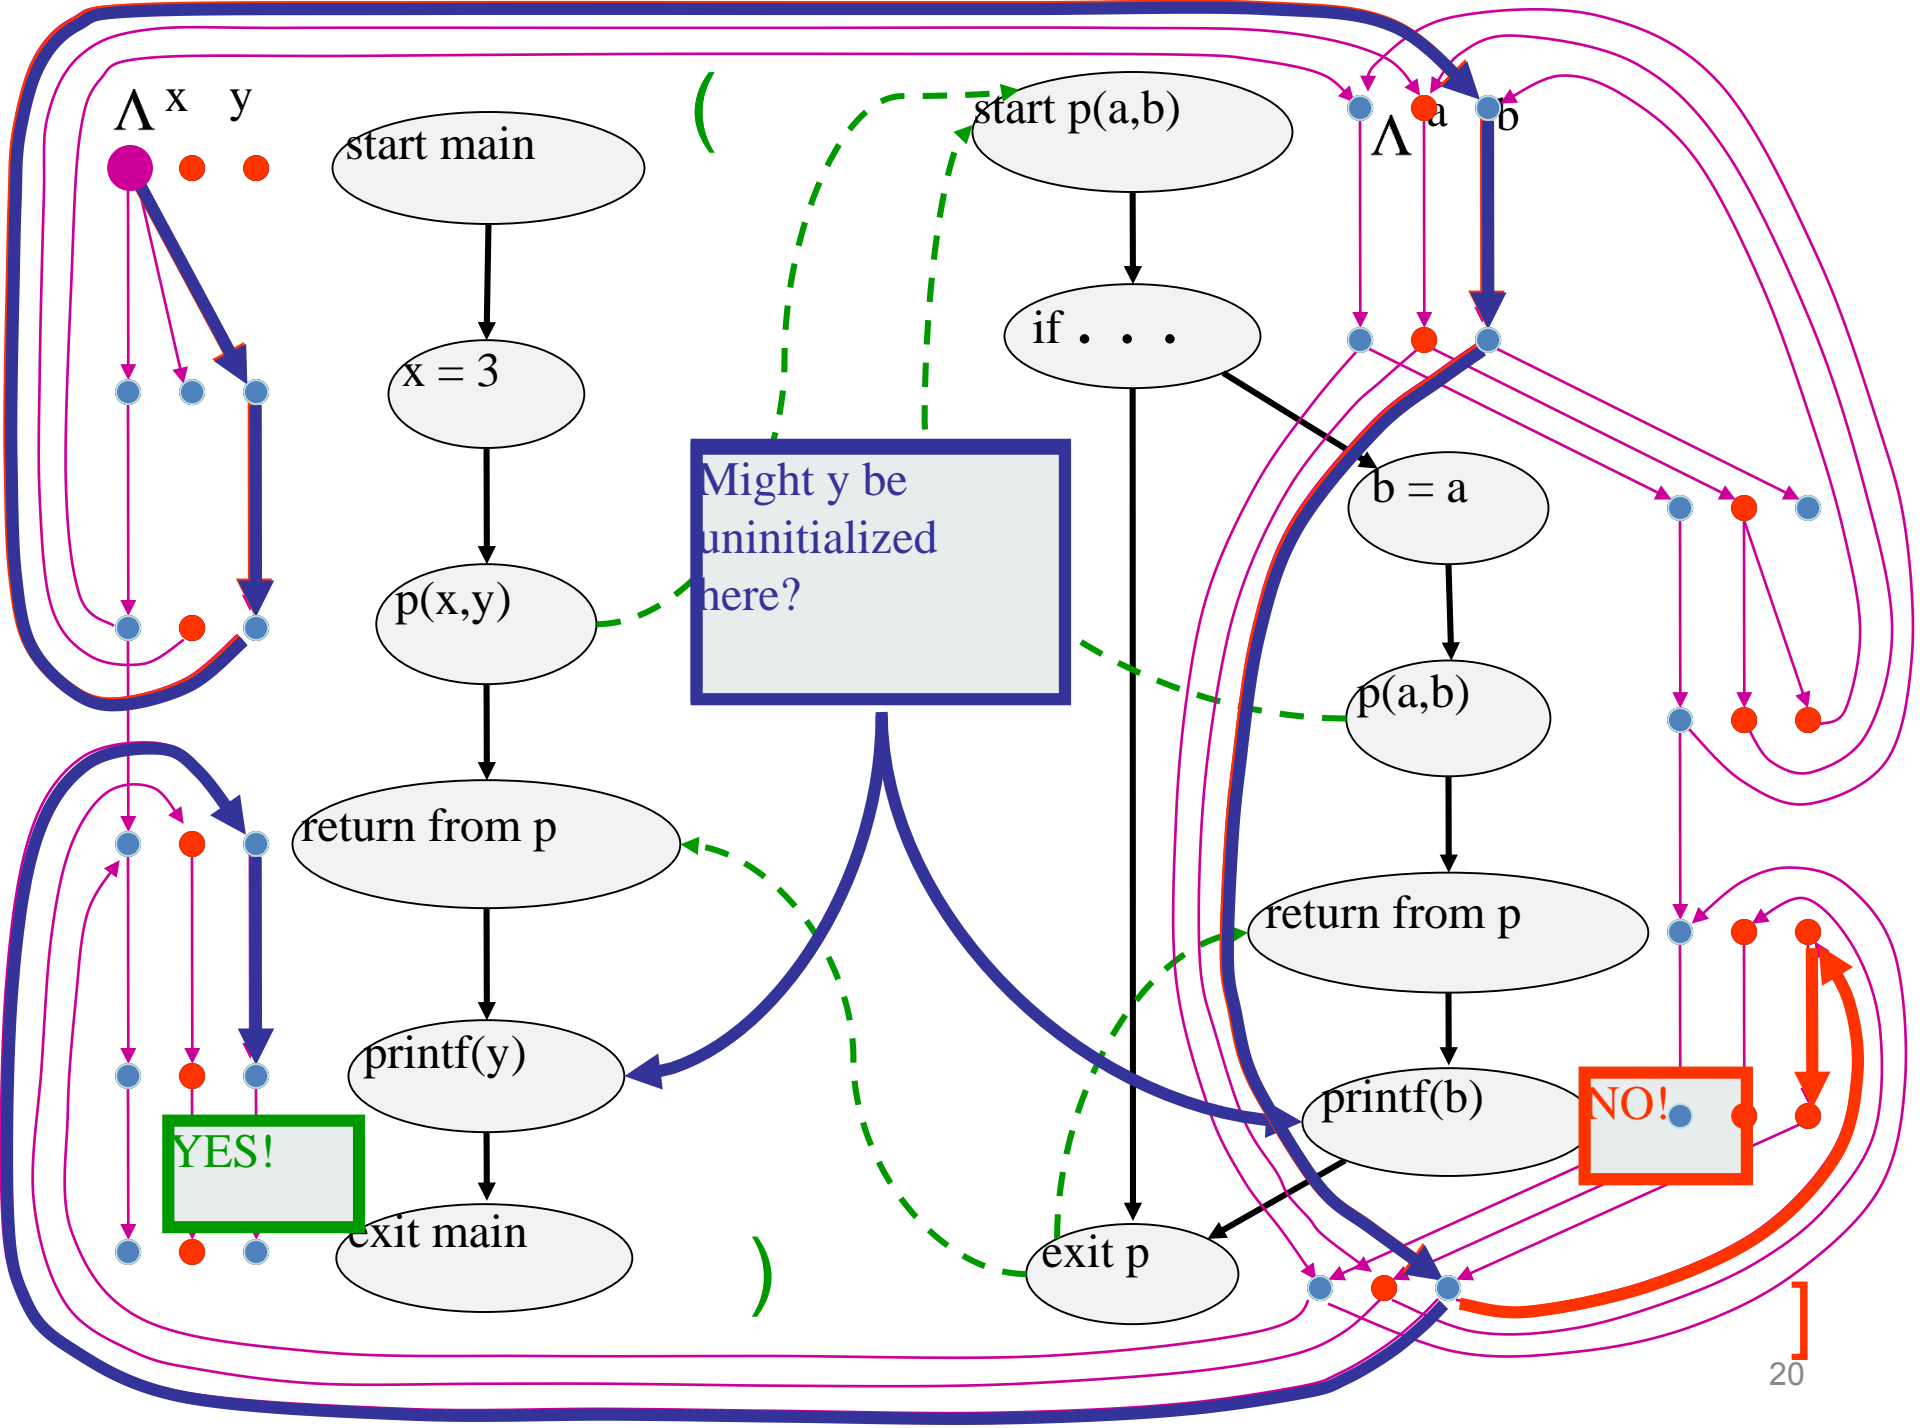 Λ x y
(
start p(a,b)
Λ a b
start main
if . . .
x = 3
Might y be
uninitialized
here?
b = a
p(x,y)
p(a,b)
return from p
return from p
printf(y)
printf(b)
NO!
YES!
exit main
)
exit p
]
20